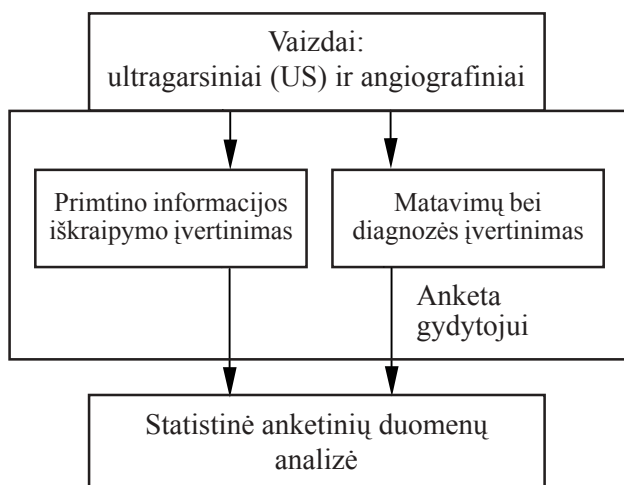 Vaizdai:
ultragarsiniai (US) ir angiografiniai
Primtino informacijos
iškraipymo įvertinimas
Matavimų bei
diagnozės įvertinimas
Anketa
gydytojui
Statistinė anketinių duomenų
analizė